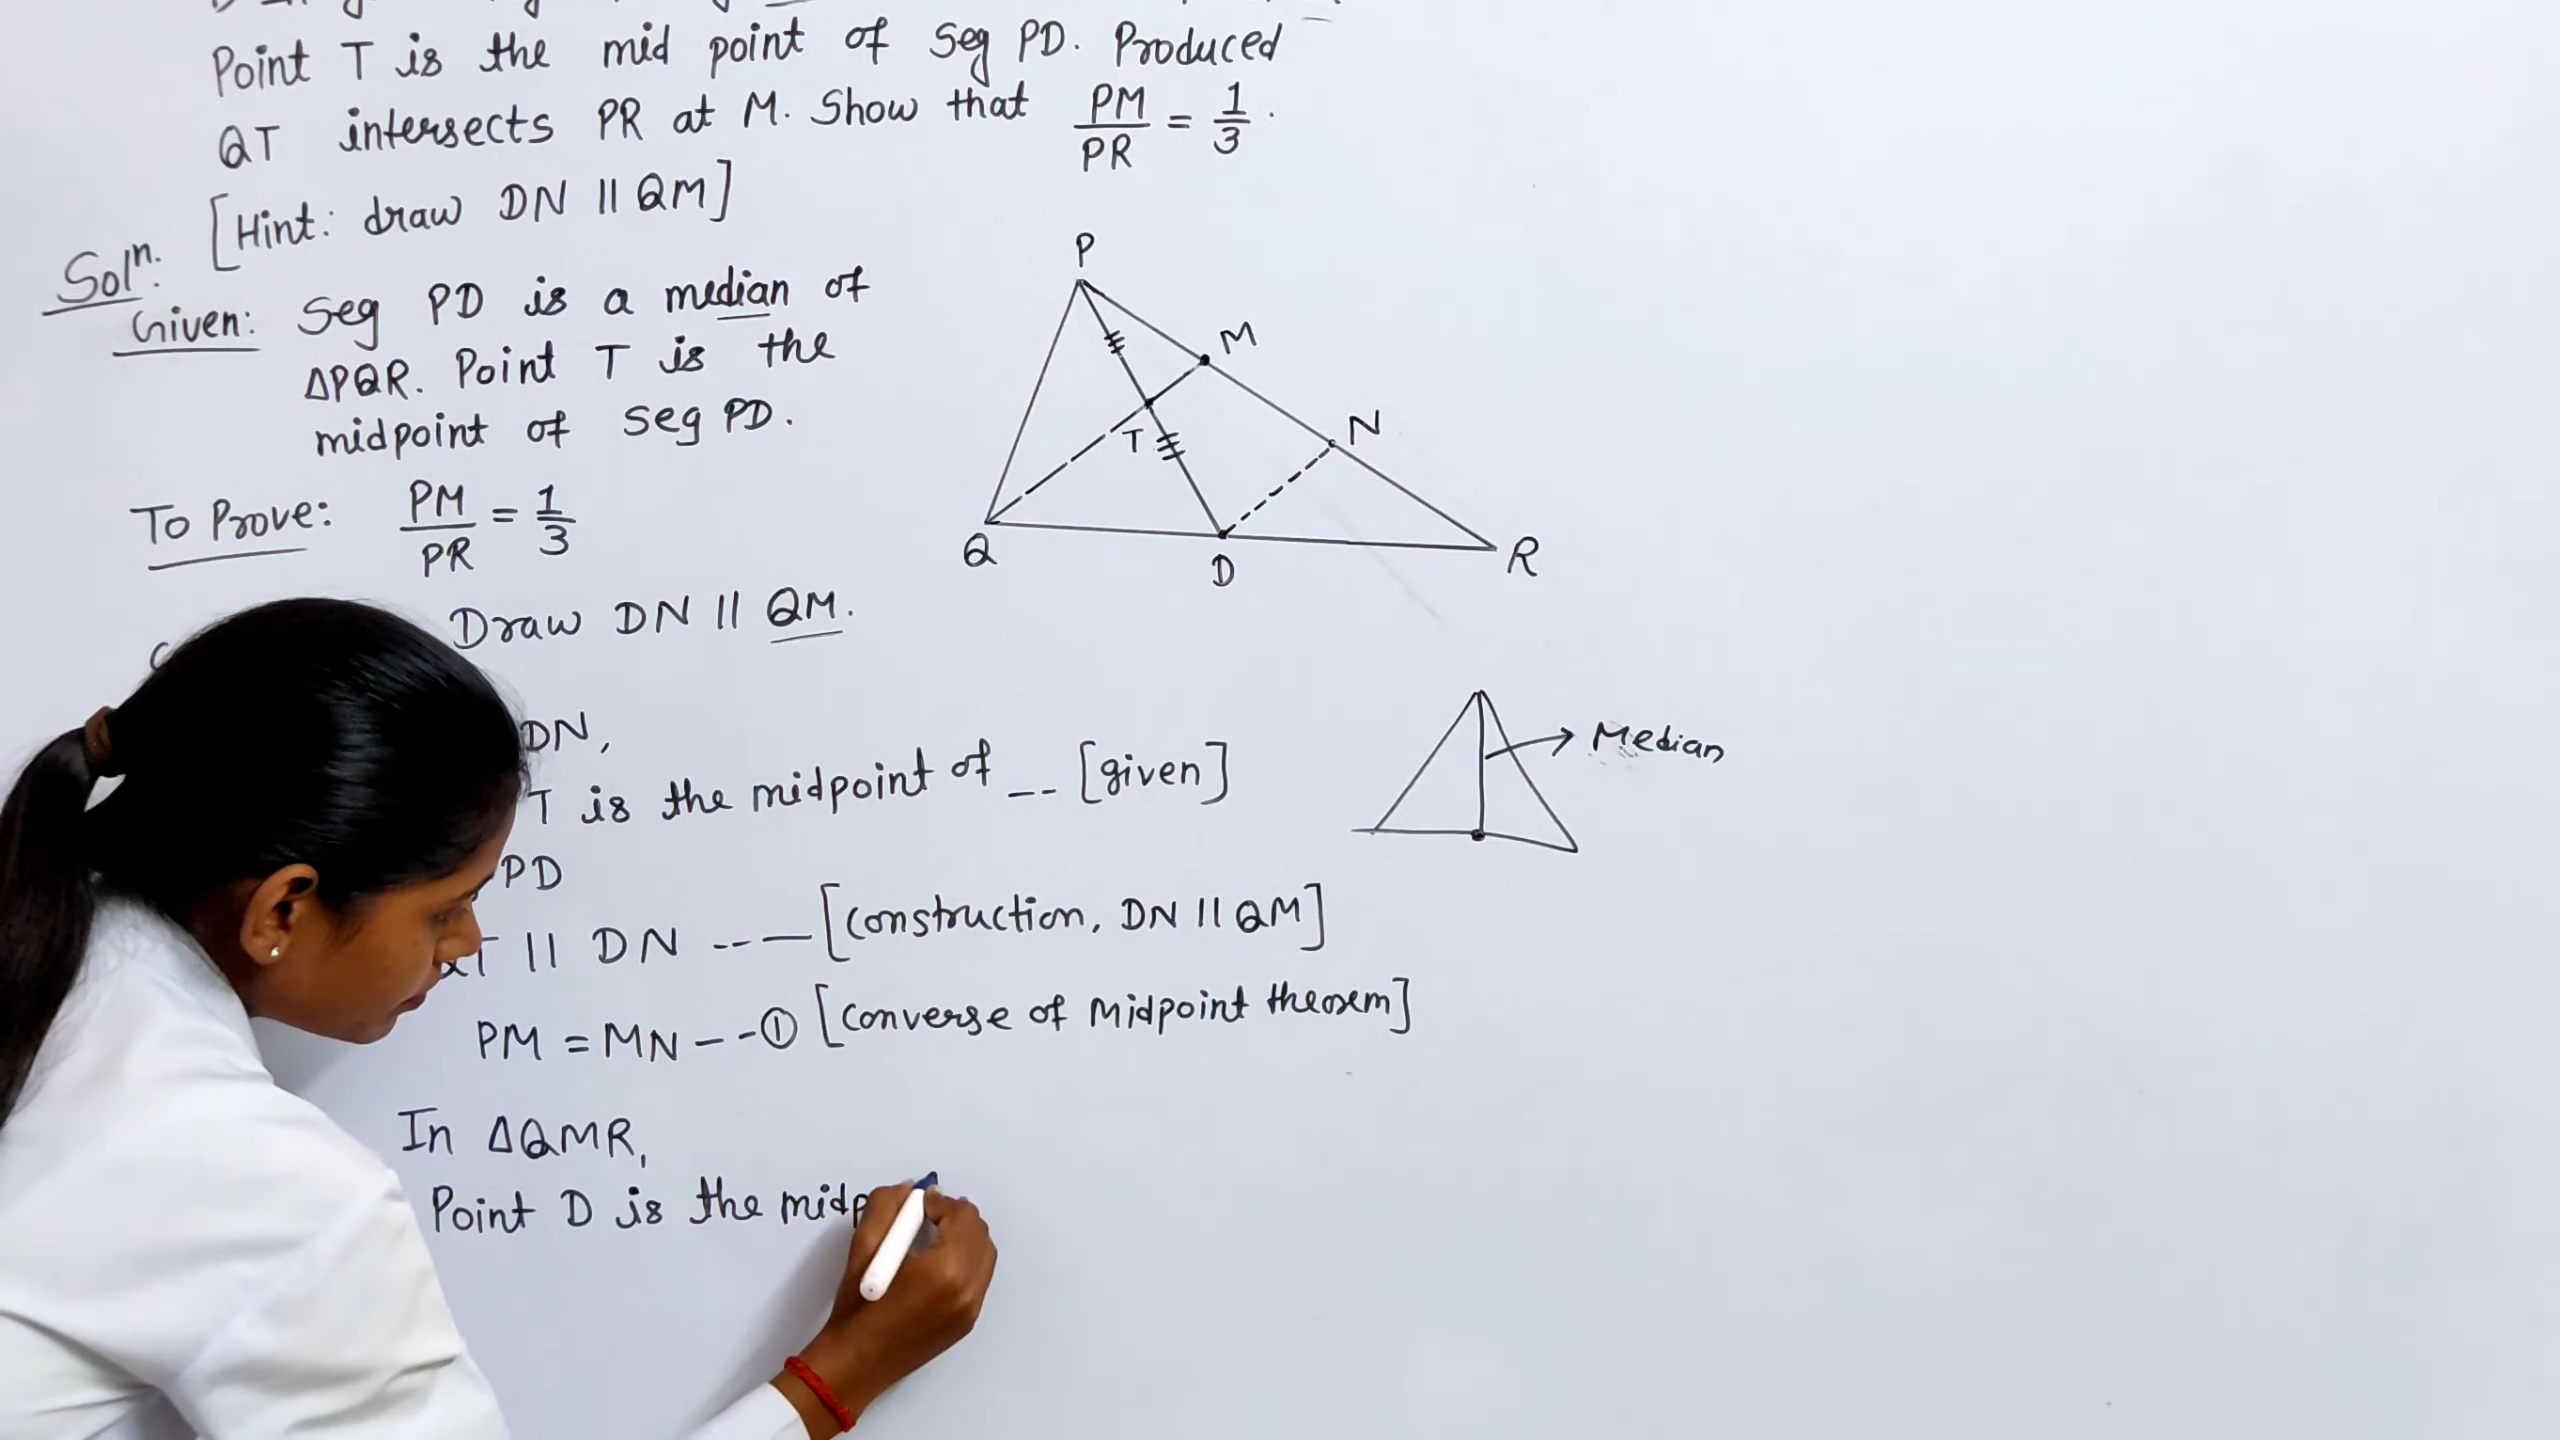 Point T is the mid point of seg PD. Produced
QT intersects PR at M. Show that PM/PR = 1/3.
[Hint: draw DN || QM]
Solⁿ.
Given: Seg PD is a median of
ΔPQR. Point T is the
midpoint of seg PD.
To Prove: PM/PR = 1/3
Draw DN || QM.
DN,
T is the midpoint of -- [given]
PD
QT || DN ---- [construction, DN || QM]
PM = MN --- ① [converse of Midpoint theorem]
In ΔQMR,
Point D is the midp
P
M
N
T
Q
D
R
Median